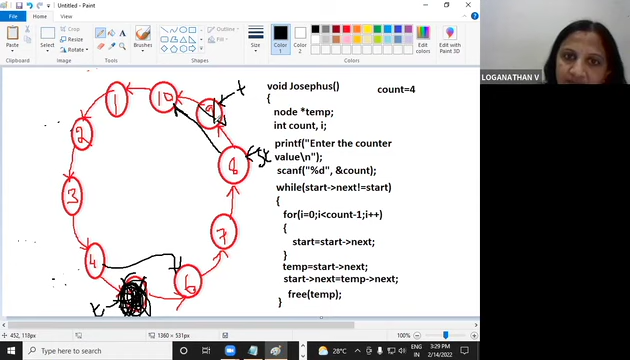 Untitled - Paint
File
Home
View
Paste
Clipboard
Select
Crop
Resize
Rotate
Image
A
Tools
Brushes
Outline
Fill
Shapes
Size
Color 1
Color 2
Colors
Edit colors
Edit with Paint 3D
LOGANATHAN V
void Josephus()
{
node *temp;
int count, i;
printf("Enter the counter
value\n");
scanf("%d", &count);
while(start->next!=start)
{
for(i=0;i<count-1;i++)
{
start=start->next;
}
temp=start->next;
start->next=temp->next;
free(temp);
}
count=4
1
10
9
t
8
2
3
7
4
6
t
452, 118px
1360 × 531px
100%
Type here to search
28°C
ENG
IN
3:29 PM
2/14/2022